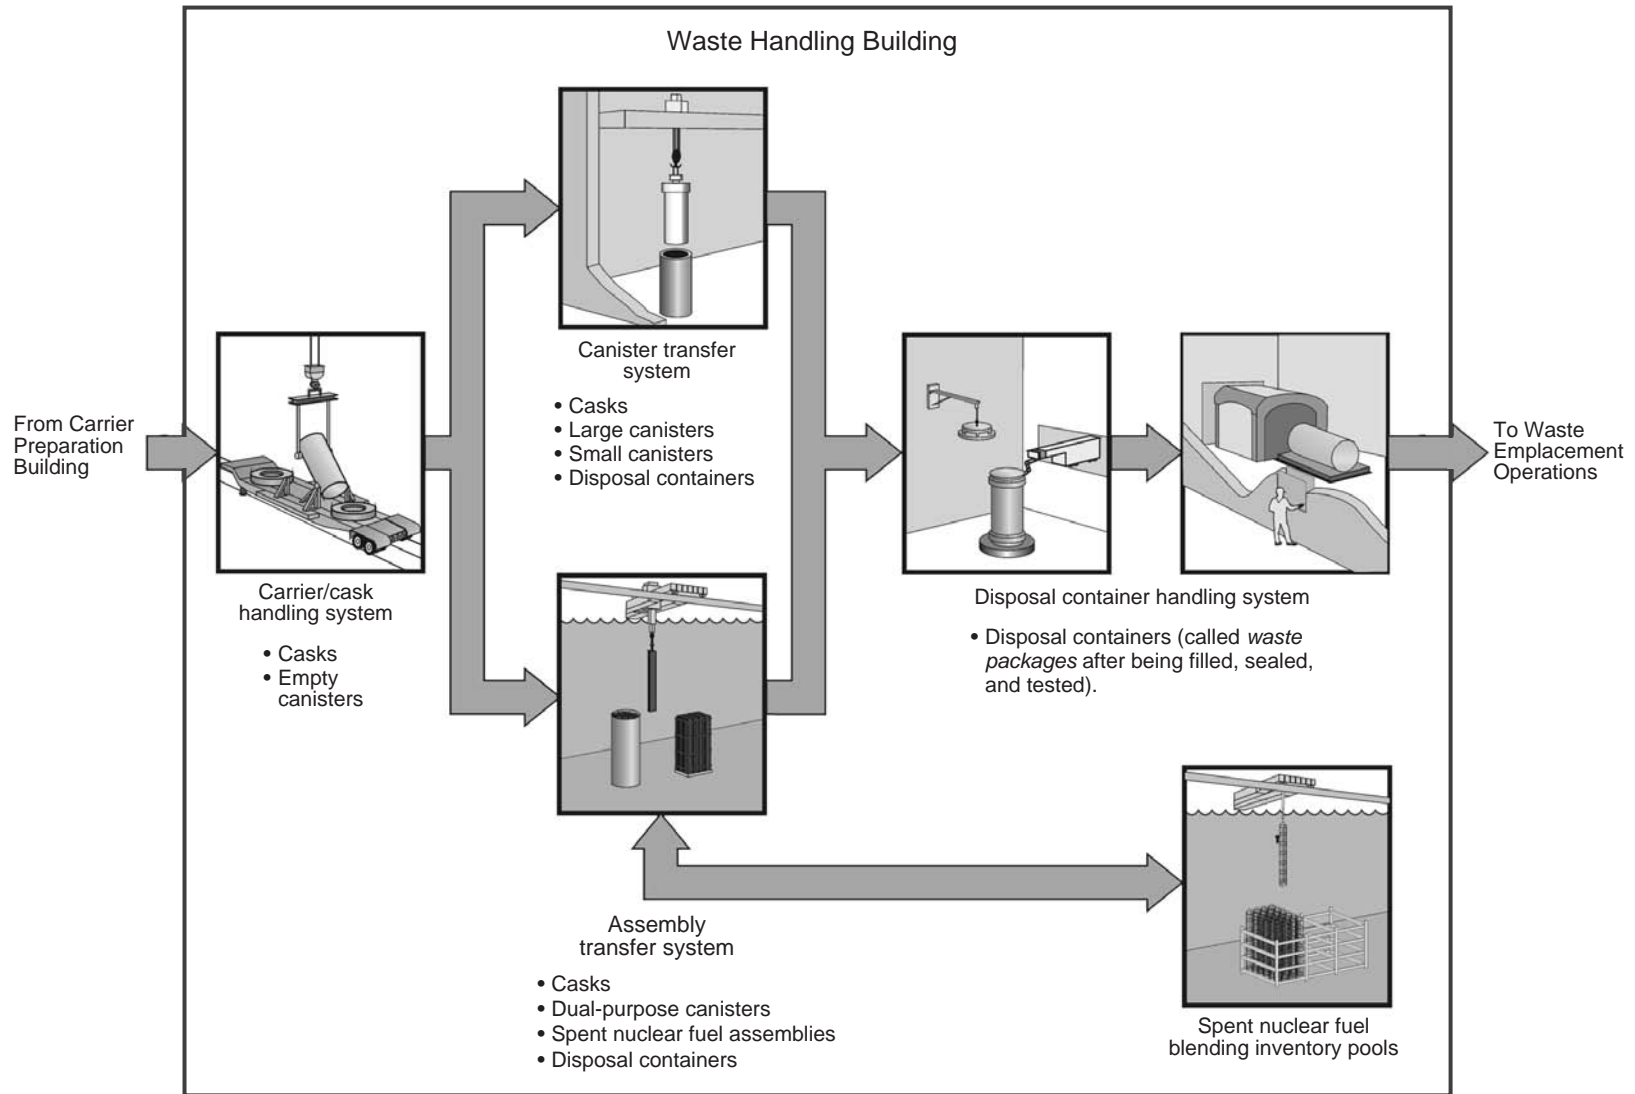 Waste Handling Building
From Carrier
Preparation
Building
Carrier/cask
handling system
• Casks
• Empty
canisters
Canister transfer
system
• Casks
• Large canisters
• Small canisters
• Disposal containers
Assembly
transfer system
• Casks
• Dual-purpose canisters
• Spent nuclear fuel assemblies
• Disposal containers
Disposal container handling system
• Disposal containers (called waste
packages after being filled, sealed,
and tested).
Spent nuclear fuel
blending inventory pools
To Waste
Emplacement
Operations